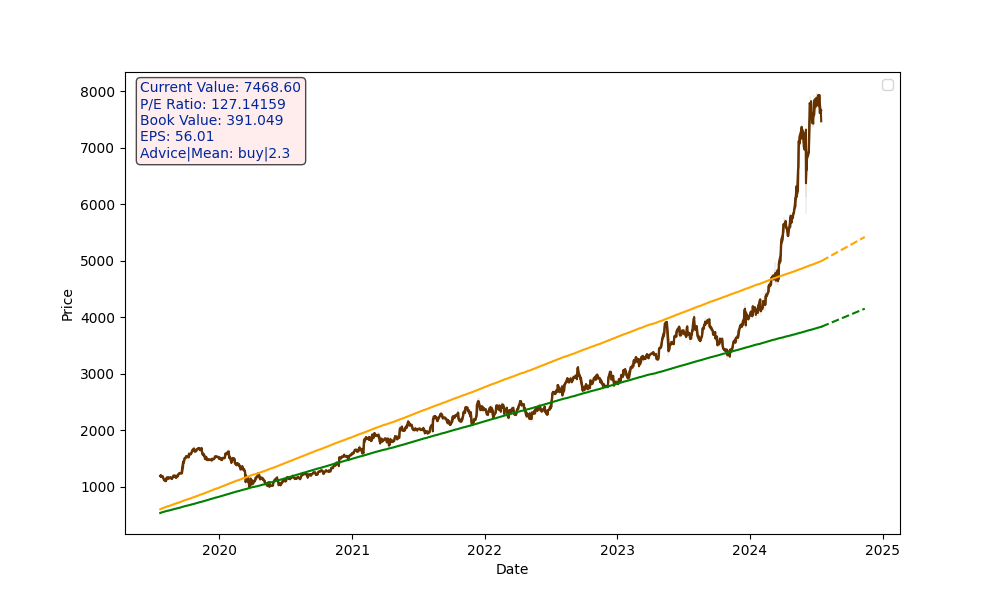 Current Value: 7468.60
P/E Ratio: 127.14159
Book Value: 391.049
EPS: 56.01
Advice|Mean: buy|2.3
8000
7000
6000
5000
4000
3000
2000
1000
Price
2020 2021 2022 2023 2024 2025
Date